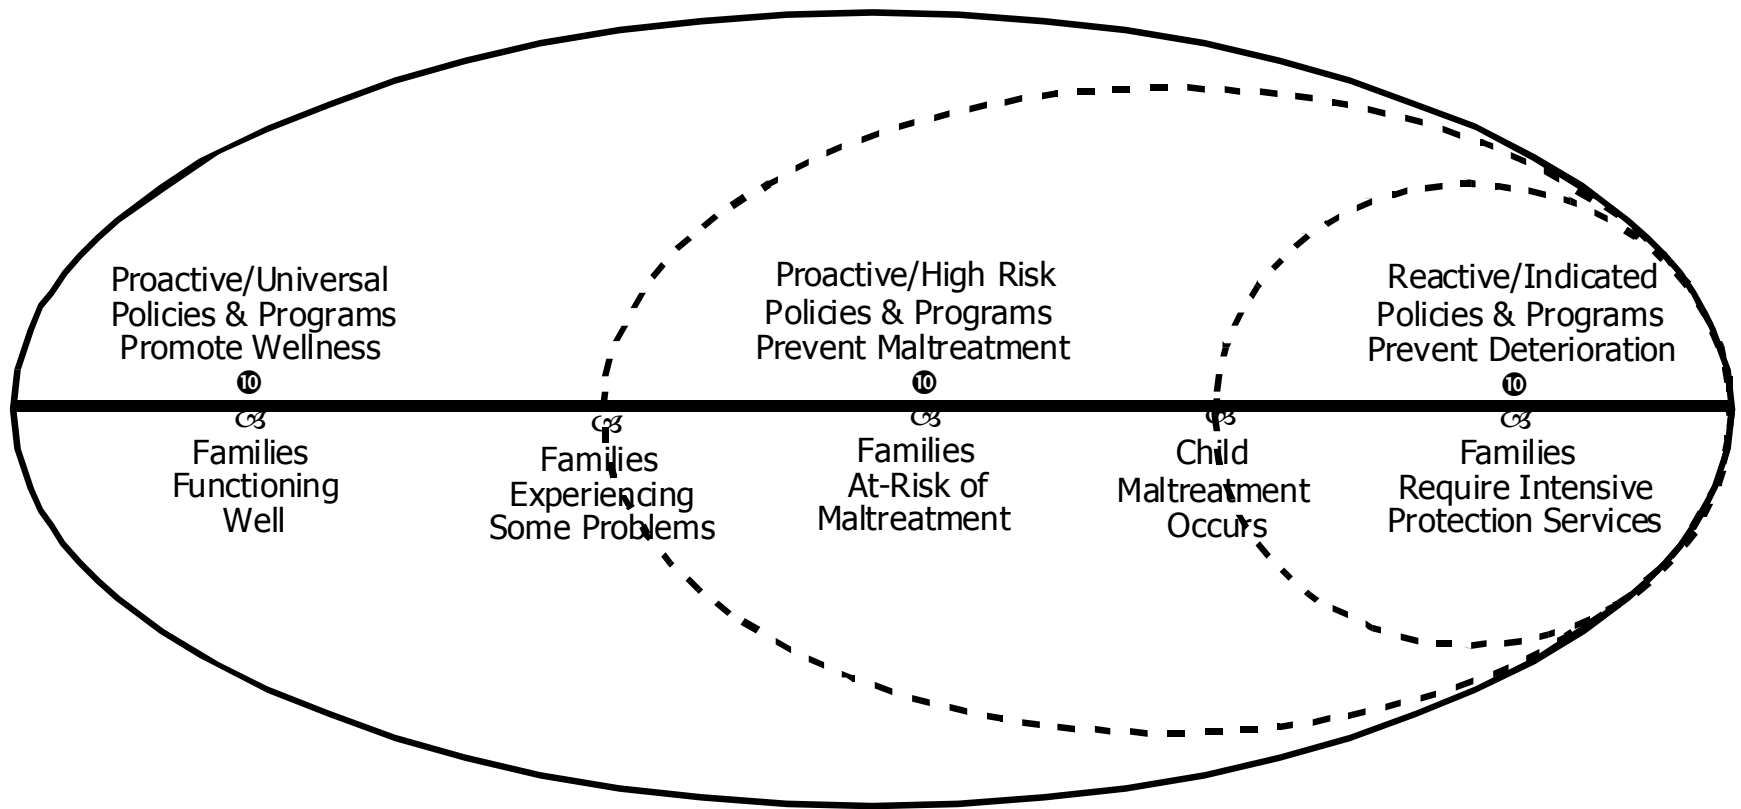 Proactive/Universal
Policies & Programs
Promote Wellness
❿
Proactive/High Risk
Policies & Programs
Prevent Maltreatment
❿
Reactive/Indicated
Policies & Programs
Prevent Deterioration
❿
Families
Functioning
Well
Families
Experiencing
Some Problems
Families
At-Risk of
Maltreatment
Child
Maltreatment
Occurs
Families
Require Intensive
Protection Services